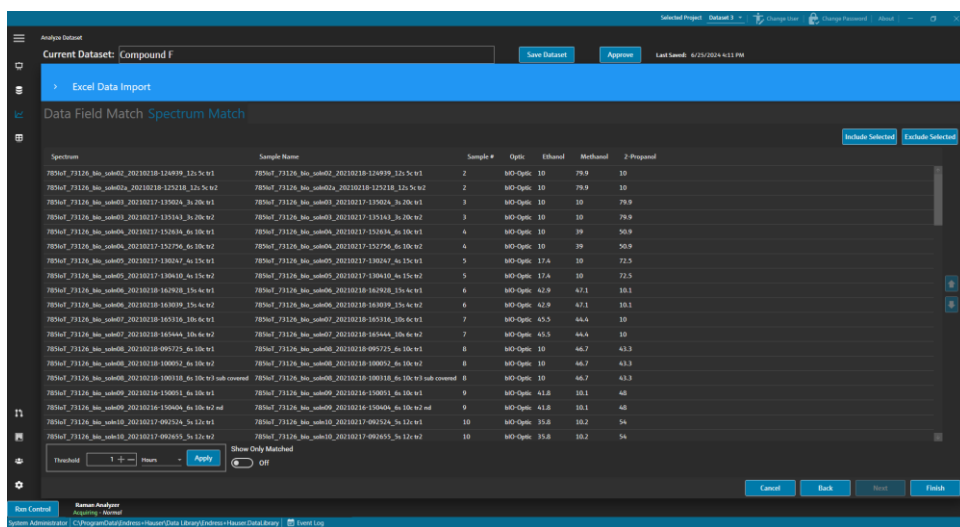 Selected Project Dataset 3 Change User Change Password About
Analyze Dataset
Current Dataset: Compound F Save Dataset Approve Last Saved: 6/25/2024 4:11 PM
Excel Data Import
Data Field Match Spectrum Match
Include Selected Exclude Selected
Spectrum Sample Name Sample # Optic Ethanol Methanol 2-Propanol
785IoT_73126_bio_soln02_20210218-124939_12s 5c tr1 785IoT_73126_bio_soln02_20210218-124939_12s 5c tr1 2 bIO-Optic 10 79.9 10
785IoT_73126_bio_soln02a_20210218-125218_12s 5c tr2 785IoT_73126_bio_soln02a_20210218-125218_12s 5c tr2 2 bIO-Optic 10 79.9 10
785IoT_73126_bio_soln03_20210217-135024_3s 20c tr1 785IoT_73126_bio_soln03_20210217-135024_3s 20c tr1 3 bIO-Optic 10 10 79.9
785IoT_73126_bio_soln03_20210217-135143_3s 20c tr2 785IoT_73126_bio_soln03_20210217-135143_3s 20c tr2 3 bIO-Optic 10 10 79.9
785IoT_73126_bio_soln04_20210217-152634_6s 10c tr1 785IoT_73126_bio_soln04_20210217-152634_6s 10c tr1 4 bIO-Optic 10 39 50.9
785IoT_73126_bio_soln04_20210217-152756_6s 10c tr2 785IoT_73126_bio_soln04_20210217-152756_6s 10c tr2 4 bIO-Optic 10 39 50.9
785IoT_73126_bio_soln05_20210217-130247_4s 15c tr1 785IoT_73126_bio_soln05_20210217-130247_4s 15c tr1 5 bIO-Optic 17.4 10 72.5
785IoT_73126_bio_soln05_20210217-130410_4s 15c tr2 785IoT_73126_bio_soln05_20210217-130410_4s 15c tr2 5 bIO-Optic 17.4 10 72.5
785IoT_73126_bio_soln06_20210218-162928_15s 4c tr1 785IoT_73126_bio_soln06_20210218-162928_15s 4c tr1 6 bIO-Optic 42.9 47.1 10.1
785IoT_73126_bio_soln06_20210218-163039_15s 4c tr2 785IoT_73126_bio_soln06_20210218-163039_15s 4c tr2 6 bIO-Optic 42.9 47.1 10.1
785IoT_73126_bio_soln07_20210218-165316_10s 6c tr1 785IoT_73126_bio_soln07_20210218-165316_10s 6c tr1 7 bIO-Optic 45.5 44.4 10
785IoT_73126_bio_soln07_20210218-165444_10s 6c tr2 785IoT_73126_bio_soln07_20210218-165444_10s 6c tr2 7 bIO-Optic 45.5 44.4 10
785IoT_73126_bio_soln08_20210218-095725_6s 10c tr1 785IoT_73126_bio_soln08_20210218-095725_6s 10c tr1 8 bIO-Optic 10 46.7 43.3
785IoT_73126_bio_soln08_20210218-100052_6s 10c tr2 785IoT_73126_bio_soln08_20210218-100052_6s 10c tr2 8 bIO-Optic 10 46.7 43.3
785IoT_73126_bio_soln08_20210218-100318_6s 10c tr3 sub covered 785IoT_73126_bio_soln08_20210218-100318_6s 10c tr3 sub covered 8 bIO-Optic 10 46.7 43.3
785IoT_73126_bio_soln09_20210216-150051_6s 10c tr1 785IoT_73126_bio_soln09_20210216-150051_6s 10c tr1 9 bIO-Optic 41.8 10.1 48
785IoT_73126_bio_soln09_20210216-150404_6s 10c tr2 nd 785IoT_73126_bio_soln09_20210216-150404_6s 10c tr2 nd 9 bIO-Optic 41.8 10.1 48
785IoT_73126_bio_soln10_20210217-092524_5s 12c tr1 785IoT_73126_bio_soln10_20210217-092524_5s 12c tr1 10 bIO-Optic 35.8 10.2 54
785IoT_73126_bio_soln10_20210217-092655_5s 12c tr2 785IoT_73126_bio_soln10_20210217-092655_5s 12c tr2 10 bIO-Optic 35.8 10.2 54
Show Only Matched
Threshold 1 Hours Apply Off
Cancel Back Next Finish
Rxn Control Raman Analyzer
Acquiring - Normal
System Administrator C:\ProgramData\Endress+Hauser\Data Library\Endress+Hauser.DataLibrary Event Log